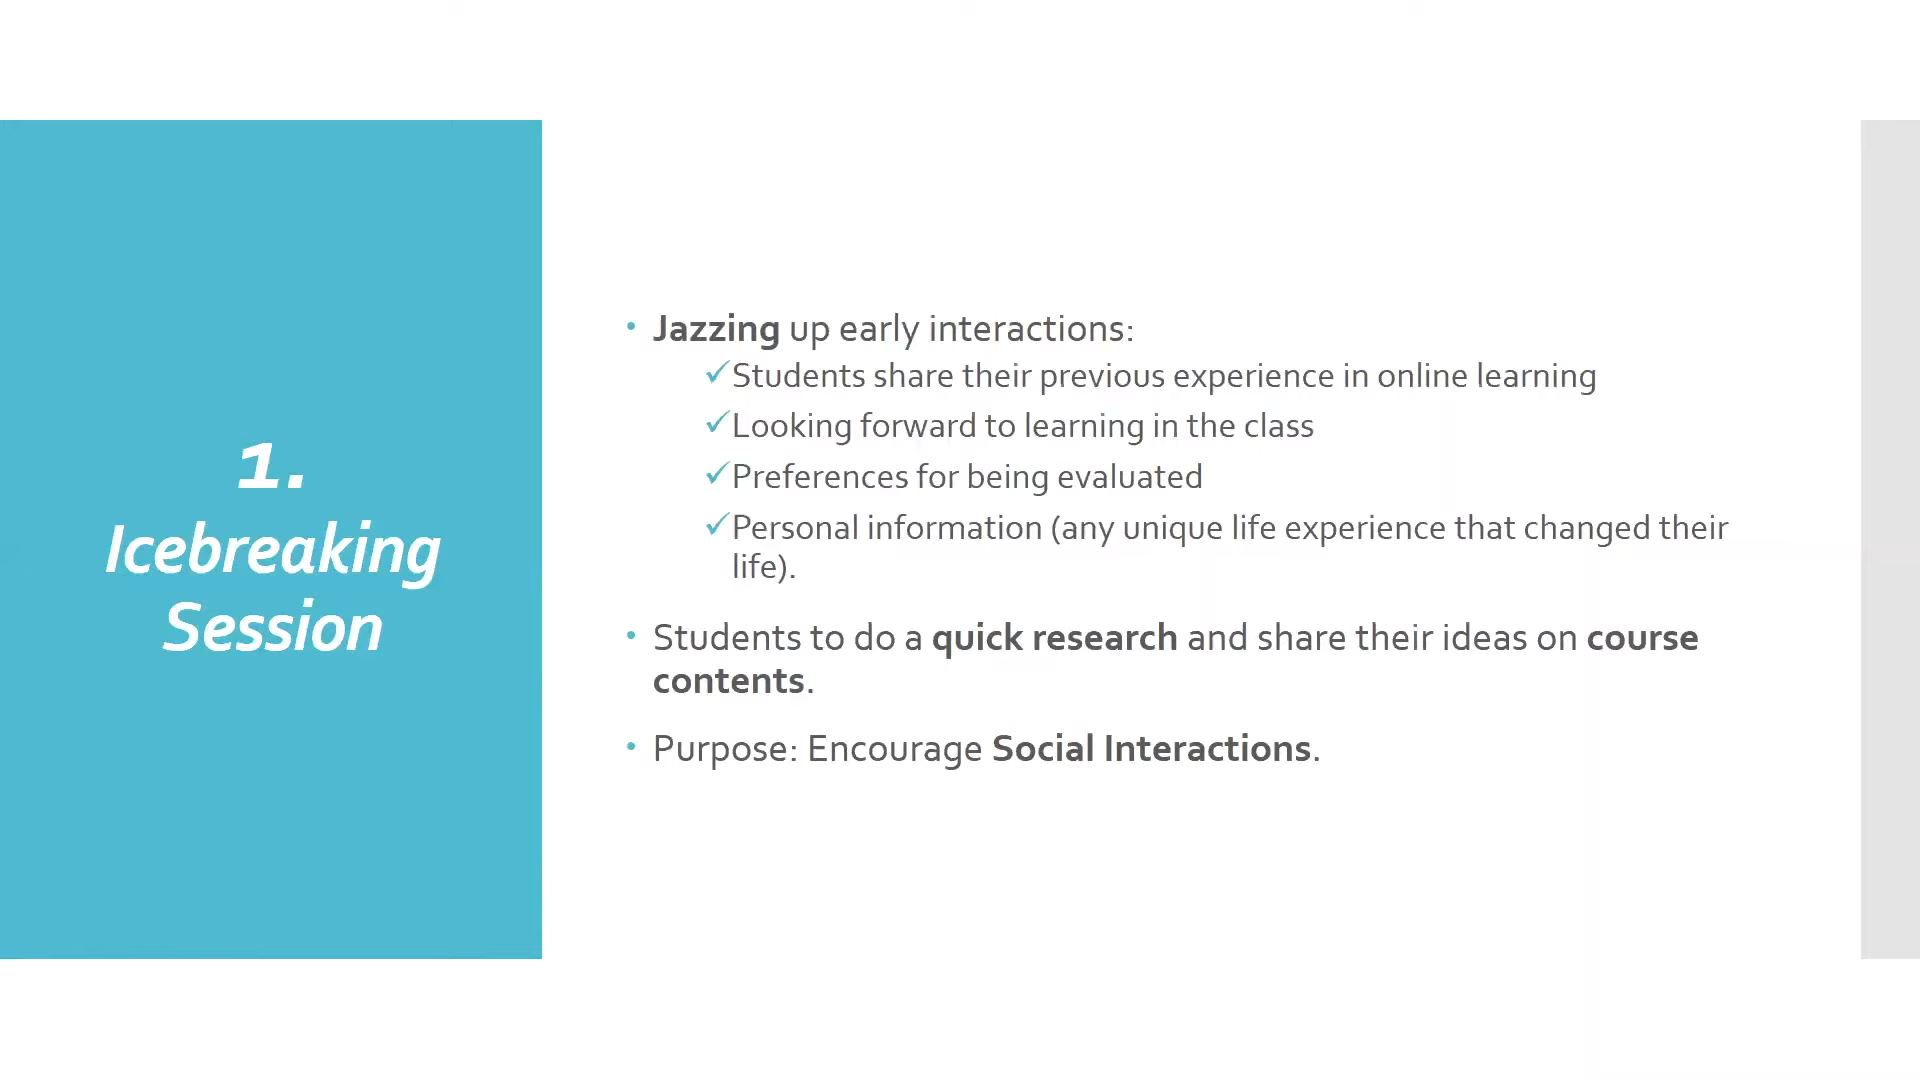 1.
Icebreaking
Session
• Jazzing up early interactions:
✓Students share their previous experience in online learning
✓Looking forward to learning in the class
✓Preferences for being evaluated
✓Personal information (any unique life experience that changed their
life).
• Students to do a quick research and share their ideas on course
contents.
• Purpose: Encourage Social Interactions.